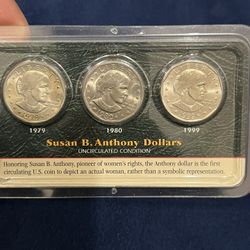 1979 1980 1999
Susan B. Anthony Dollars
UNCIRCULATED CONDITION
Honoring Susan B. Anthony, pioneer of women's rights, the Anthony dollar is the first
circulating U.S. coin to depict an actual woman, rather than a symbolic representation.